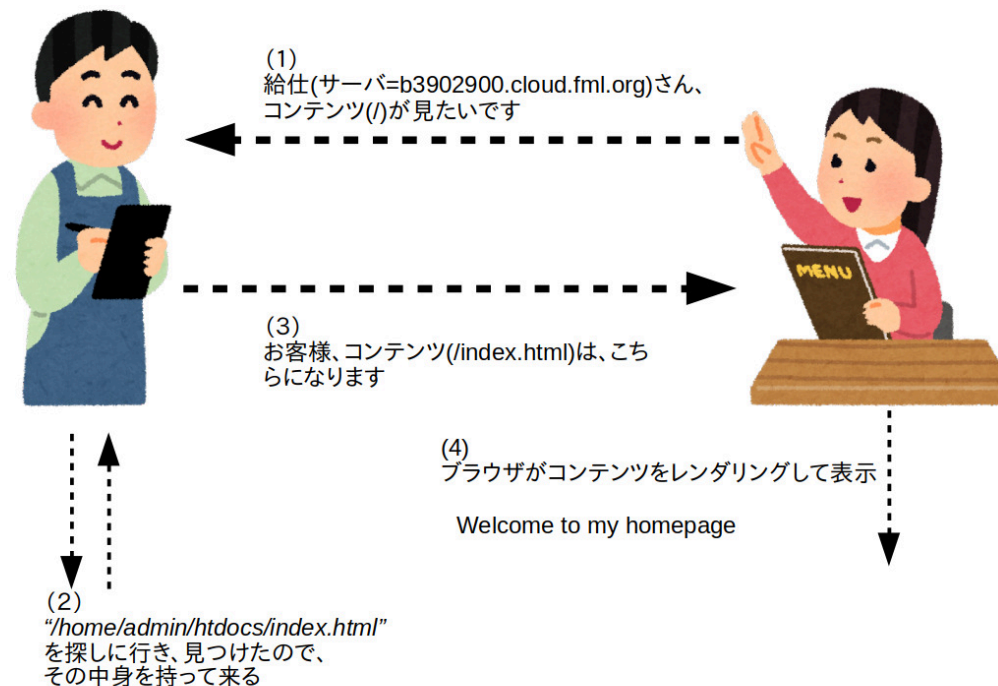 (1)
給仕(サーバ=b3902900.cloud.fml.org)さん、
コンテンツ(/)が見たいです
MENU
(3)
お客様、コンテンツ(/index.html)は、こち
らになります
(4)
ブラウザがコンテンツをレンダリングして表示
Welcome to my homepage
(2)
“/home/admin/htdocs/index.html”
を探しに行き、見つけたので、
その中身を持って来る